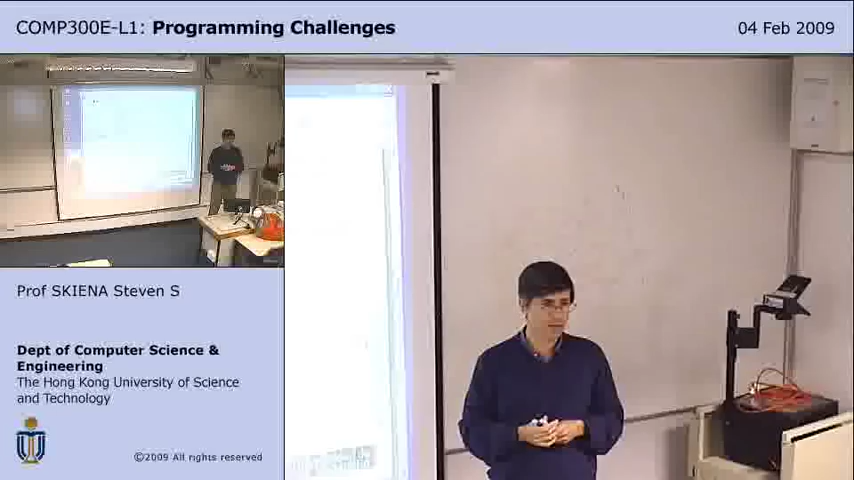 COMP300E-L1: Programming Challenges
04 Feb 2009
Prof SKIENA Steven S
Dept of Computer Science &
Engineering
The Hong Kong University of Science
and Technology
©2009 All rights reserved